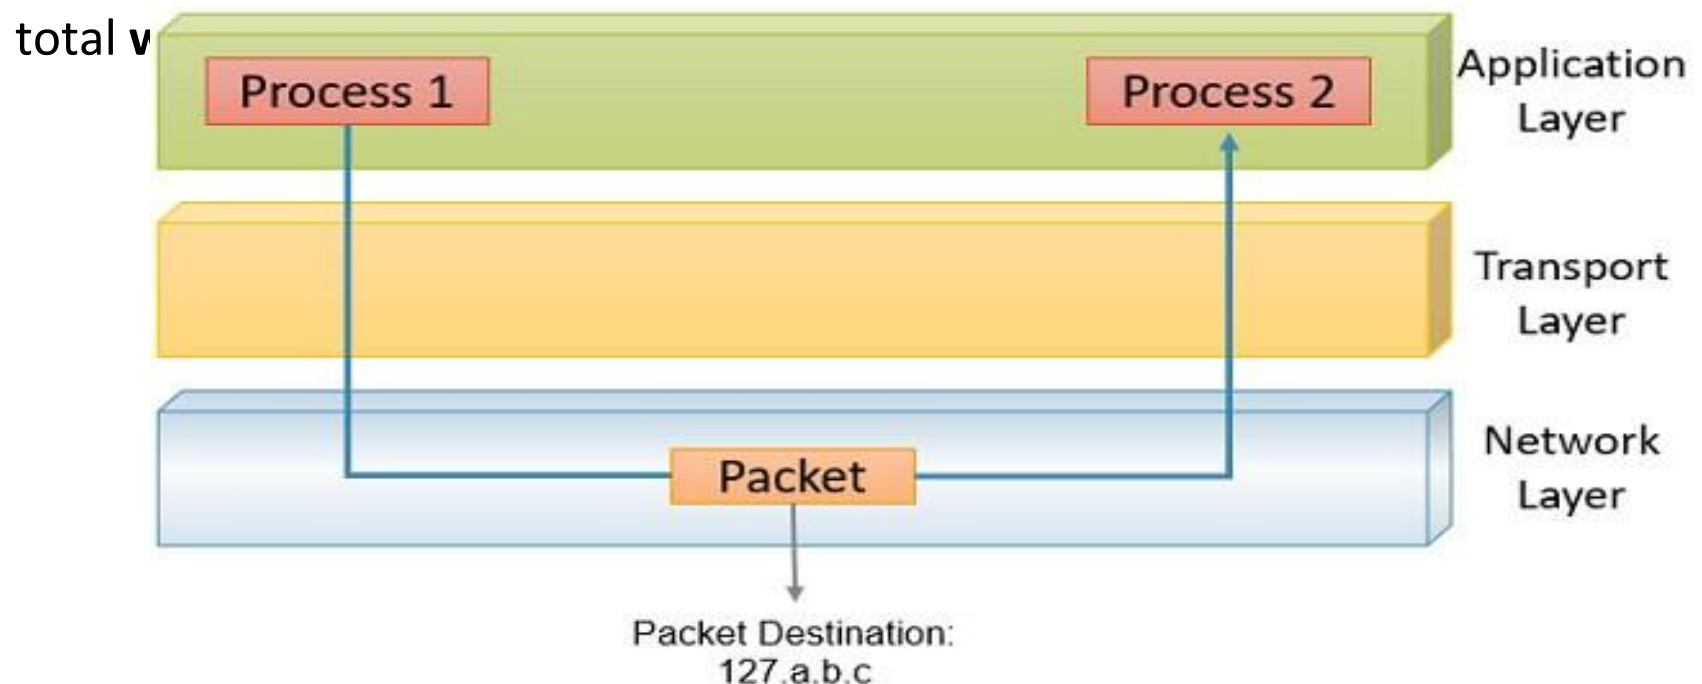 total
Process 1
Process 2
Application
Layer
Transport
Layer
Network
Layer
Packet
Packet Destination:
127.a.b.c